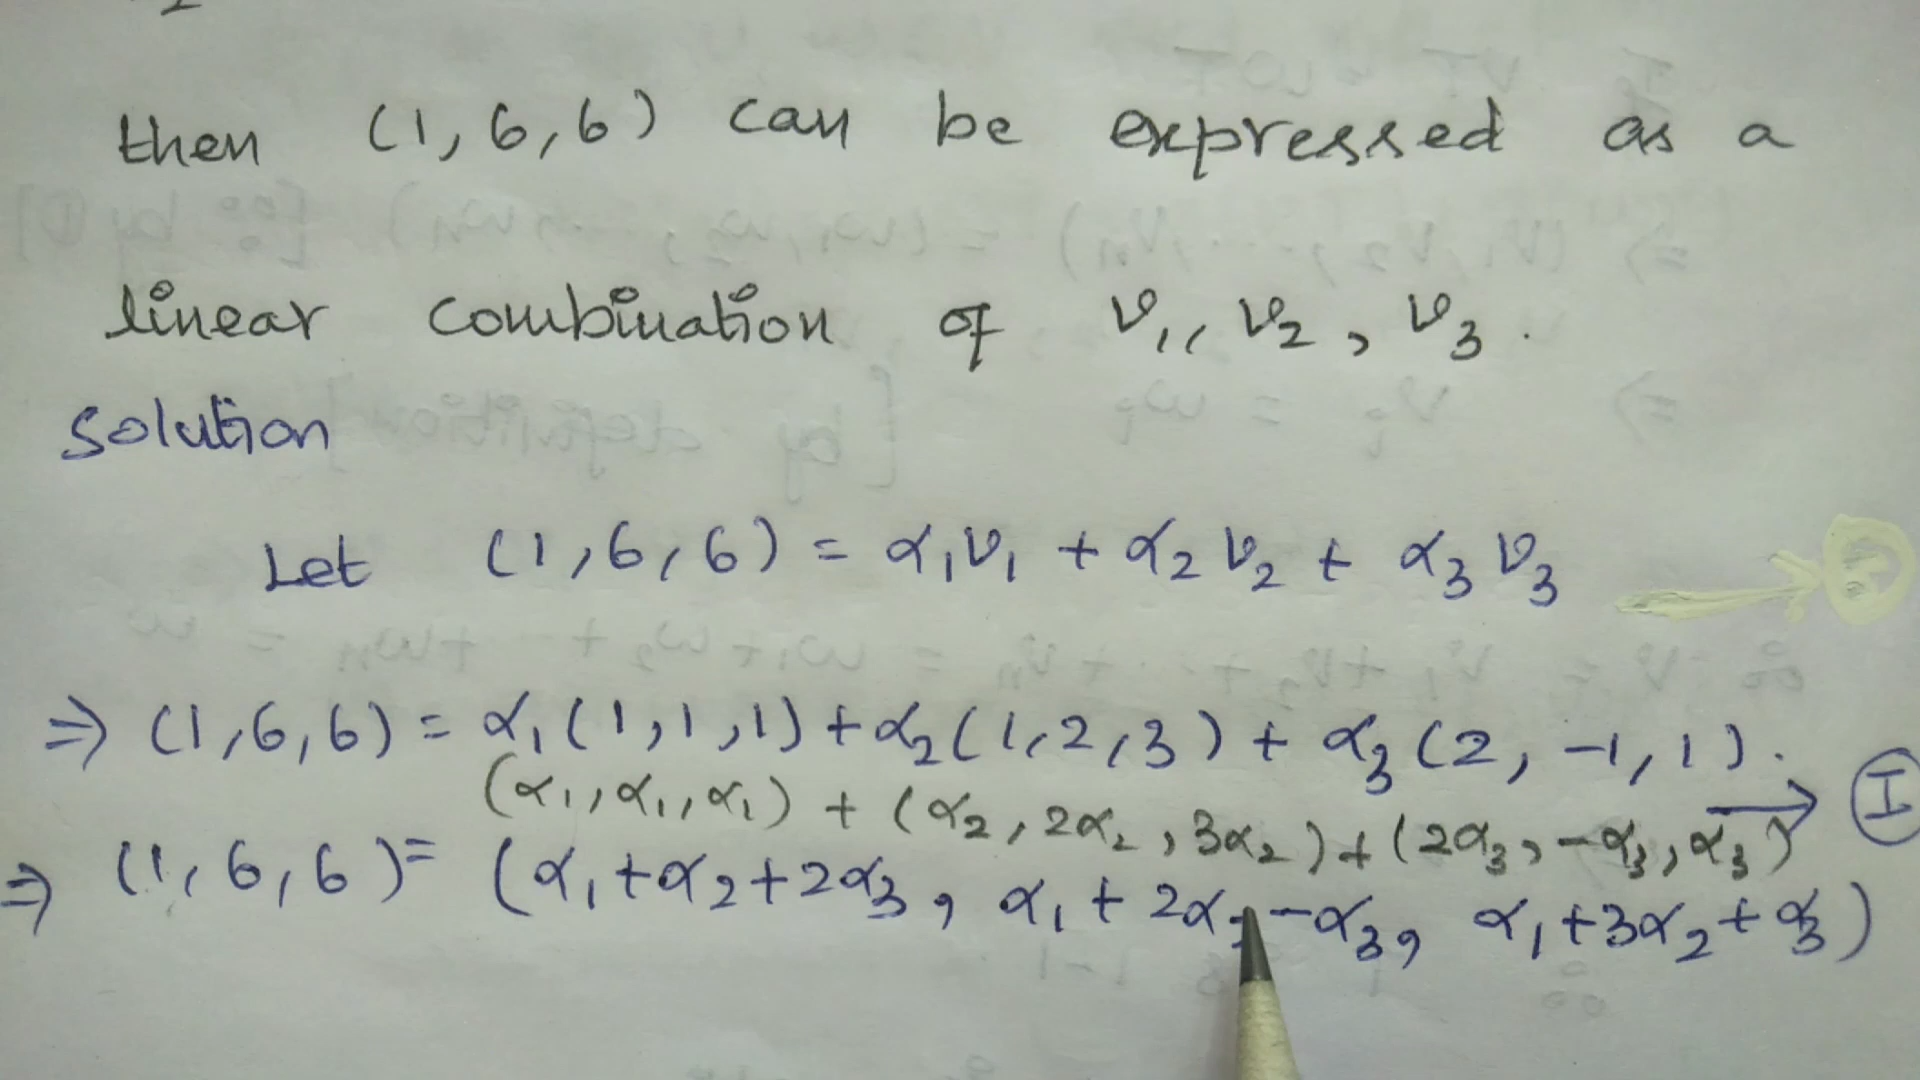 then (1,6,6) can be expressed as a
linear combination of v₁, v₂, v₃.
Solution
Let (1,6,6) = α₁v₁ + α₂v₂ + α₃v₃
⇒ (1,6,6) = α₁(1,1,1) + α₂(1,2,3) + α₃(2,-1,1).
(α₁,α₁,α₁) + (α₂,2α₂,3α₂) + (2α₃,-α₃,α₃) → Ⓘ
⇒ (1,6,6) = (α₁+α₂+2α₃, α₁+2α₂-α₃, α₁+3α₂+α₃)